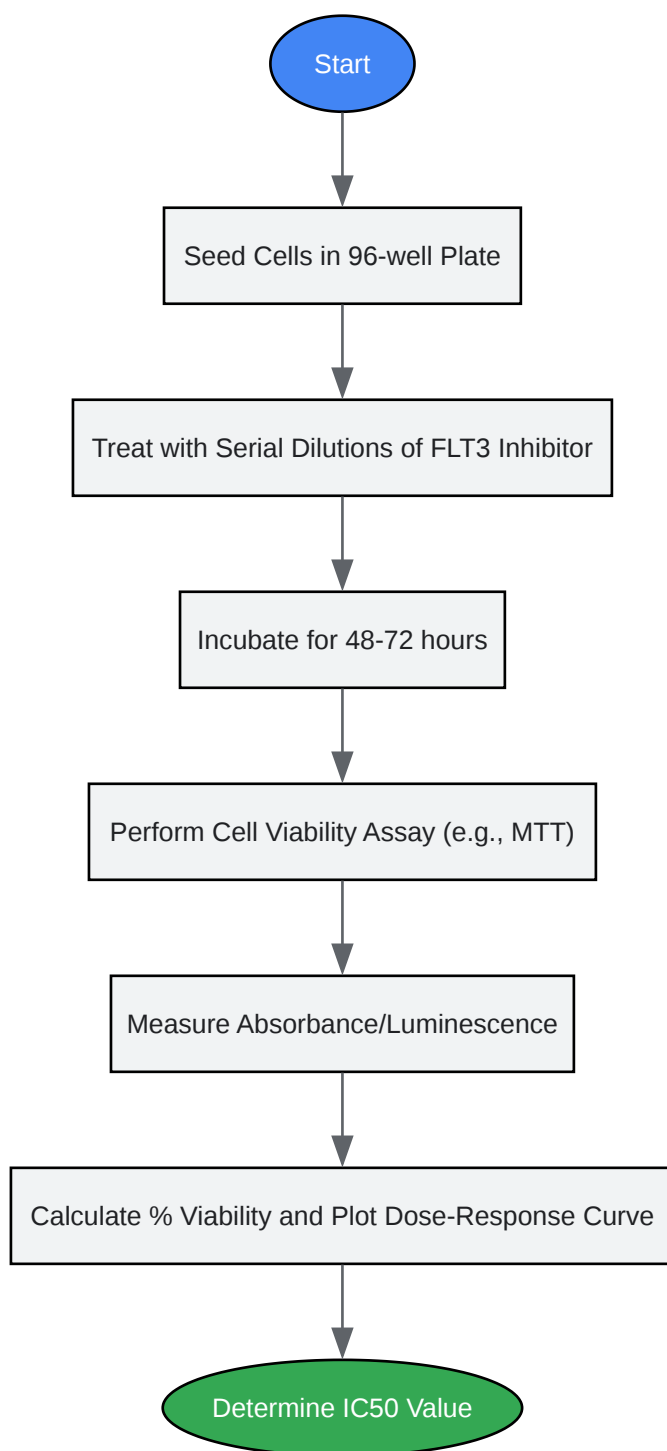 Start
Seed Cells in 96-well Plate
Treat with Serial Dilutions of FLT3 Inhibitor
Incubate for 48-72 hours
Perform Cell Viability Assay (e.g., MTT)
Measure Absorbance/Luminescence
Calculate % Viability and Plot Dose-Response Curve
Determine IC50 Value